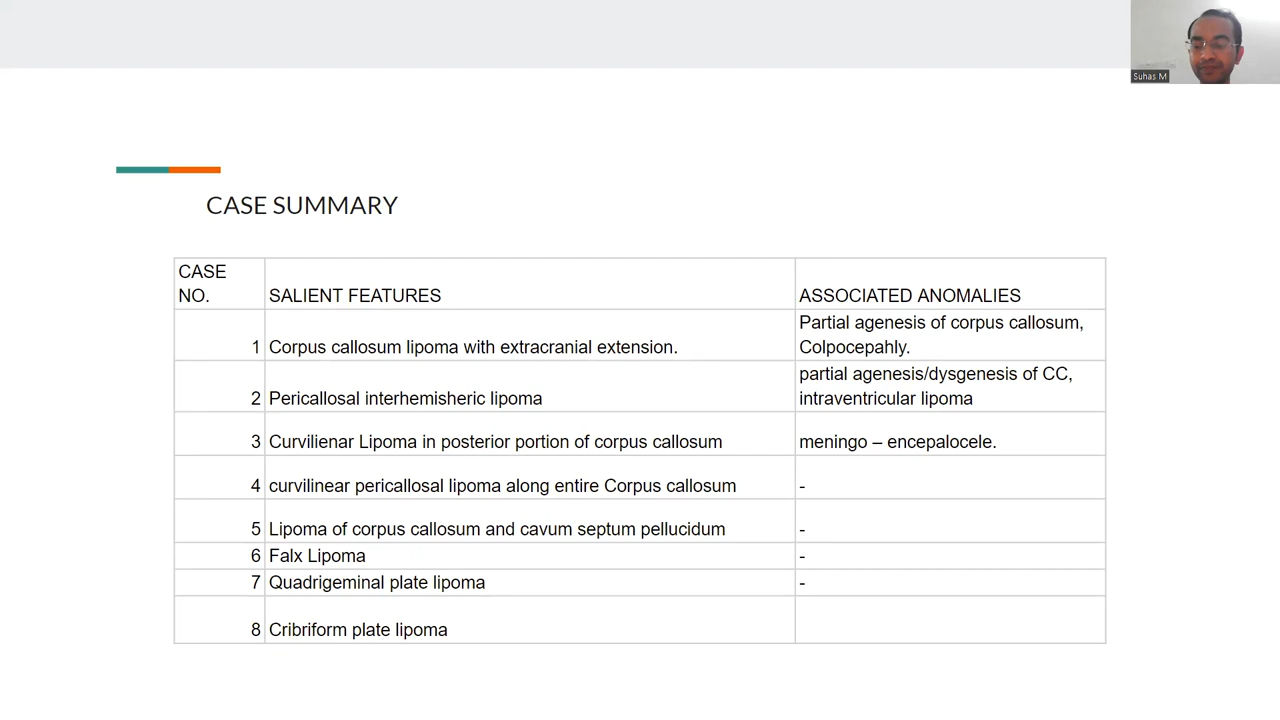 Suhas M
CASE SUMMARY
CASE
NO.
SALIENT FEATURES
ASSOCIATED ANOMALIES
1
Corpus callosum lipoma with extracranial extension.
Partial agenesis of corpus callosum,
Colpocepahly.
2
Pericallosal interhemisheric lipoma
partial agenesis/dysgenesis of CC,
intraventricular lipoma
3
Curvilienar Lipoma in posterior portion of corpus callosum
meningo – encepalocele.
4
curvilinear pericallosal lipoma along entire Corpus callosum
-
5
Lipoma of corpus callosum and cavum septum pellucidum
-
6
Falx Lipoma
-
7
Quadrigeminal plate lipoma
-
8
Cribriform plate lipoma